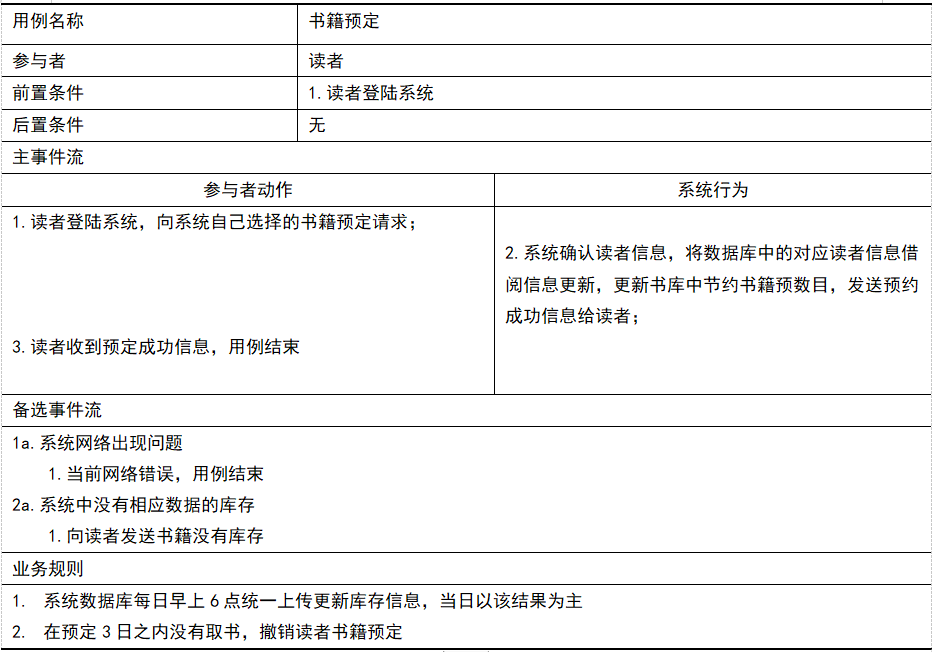 用例名称 书籍预定
参与者 读者
前置条件 1.读者登陆系统
后置条件 无
主事件流
参与者动作 系统行为
1.读者登陆系统，向系统自己选择的书籍预定请求；
2.系统确认读者信息，将数据库中的对应读者信息借
阅信息更新，更新书库中节约书籍预数目，发送预约
成功信息给读者；
3.读者收到预定成功信息，用例结束
备选事件流
1a.系统网络出现问题
1.当前网络错误，用例结束
2a.系统中没有相应数据的库存
1.向读者发送书籍没有库存
业务规则
1. 系统数据库每日早上6点统一上传更新库存信息，当日以该结果为主
2. 在预定3日之内没有取书，撤销读者书籍预定